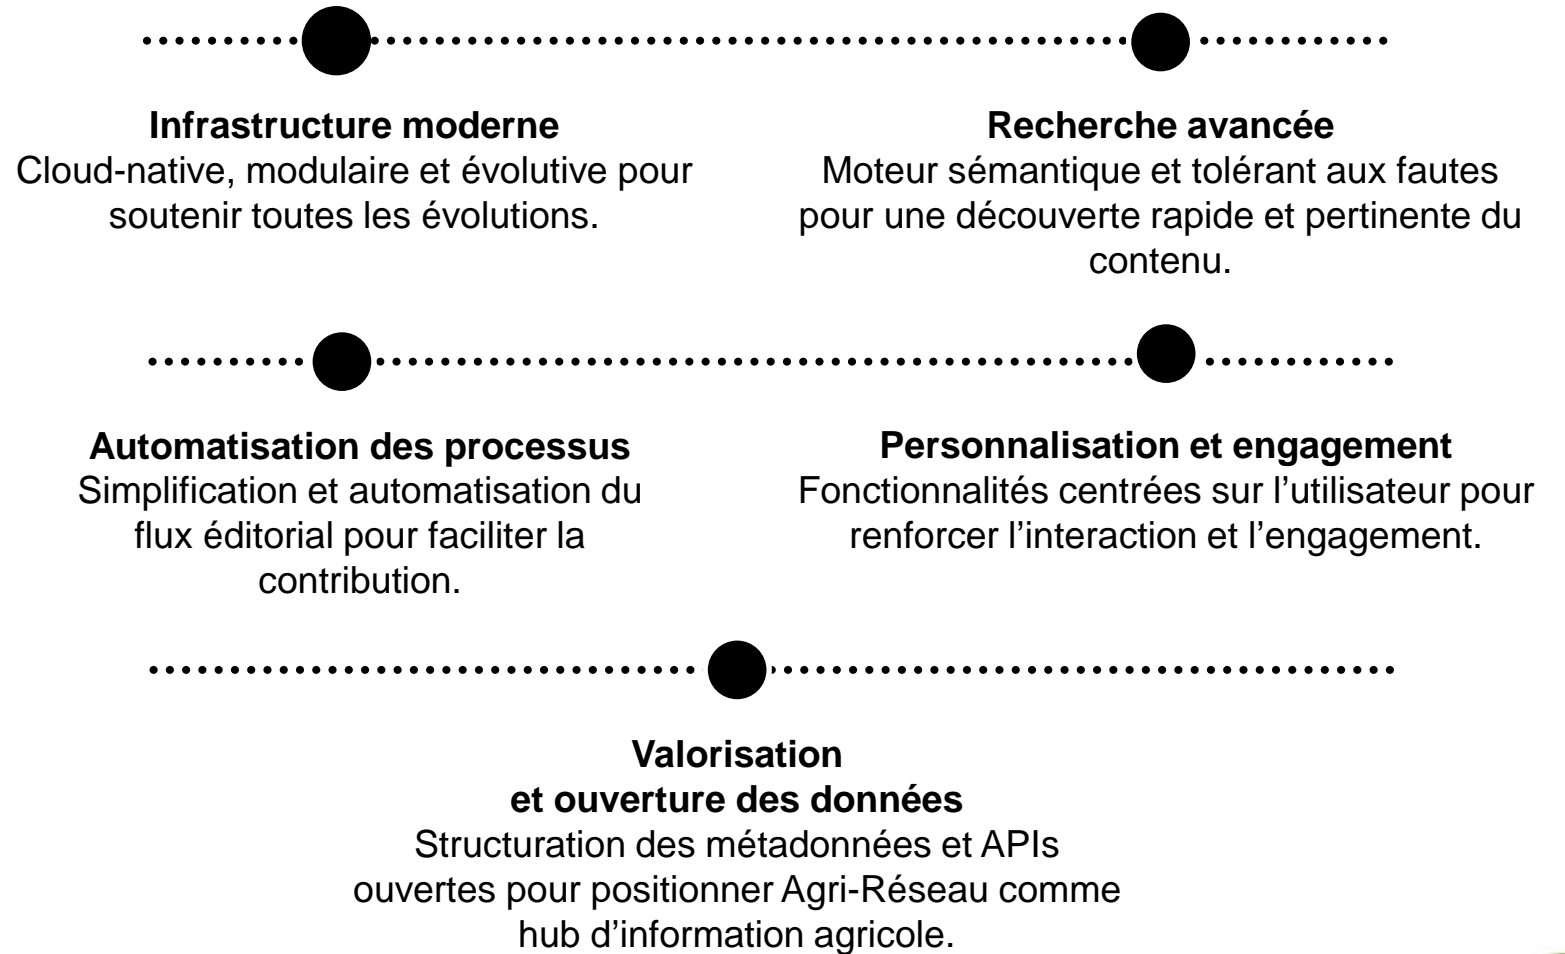 Infrastructure moderne
Cloud-native, modulaire et évolutive pour
soutenir toutes les évolutions.
Recherche avancée
Moteur sémantique et tolérant aux fautes
pour une découverte rapide et pertinente du
contenu.
Automatisation des processus
Simplification et automatisation du
flux éditorial pour faciliter la
contribution.
Personnalisation et engagement
Fonctionnalités centrées sur l’utilisateur pour
renforcer l’interaction et l’engagement.
Valorisation
et ouverture des données
Structuration des métadonnées et APIs
ouvertes pour positionner Agri-Réseau comme
hub d’information agricole.